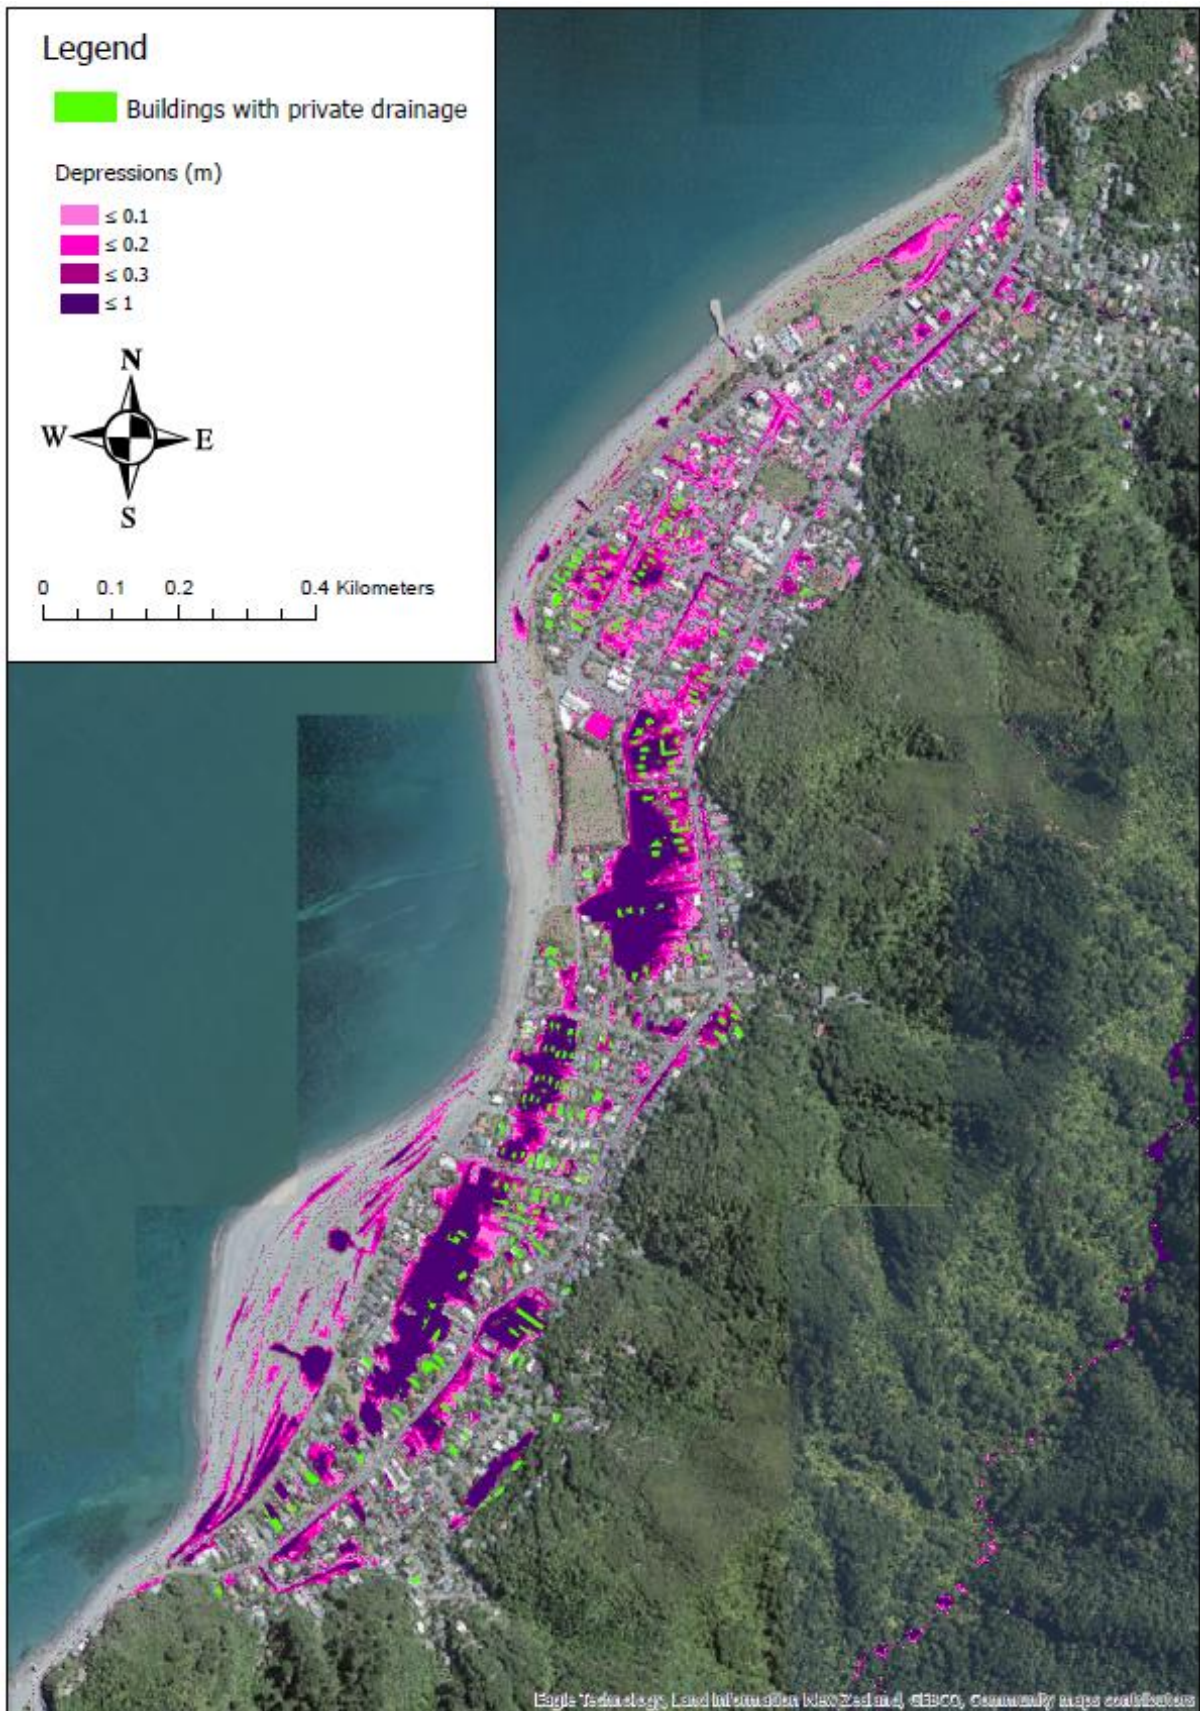 Legend
Buildings with private drainage
Depressions (m)
≤ 0.1
≤ 0.2
≤ 0.3
≤ 1
N
W E
S
0 0.1 0.2 0.4 Kilometers
Eagle Technology, Land Information New Zealand, GEBCO, Community maps contributors